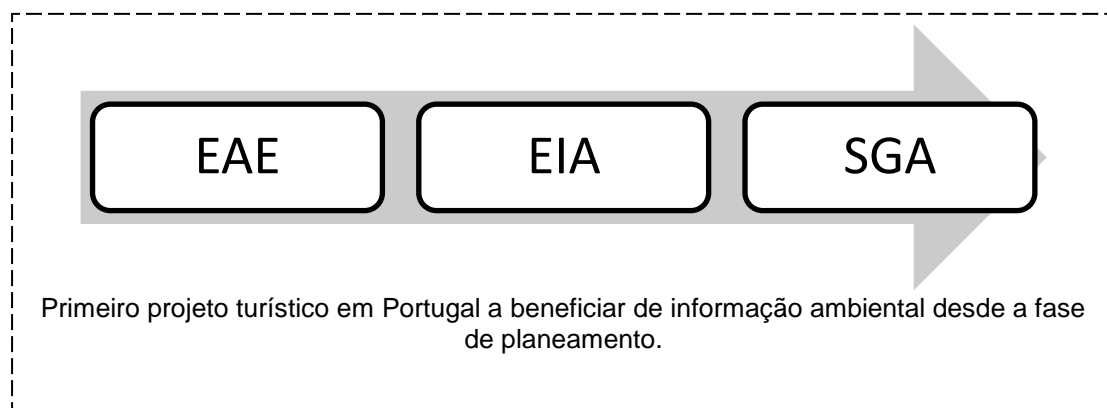 EAE EIA SGA
Primeiro projeto turístico em Portugal a beneficiar de informação ambiental desde a fase
de planeamento.